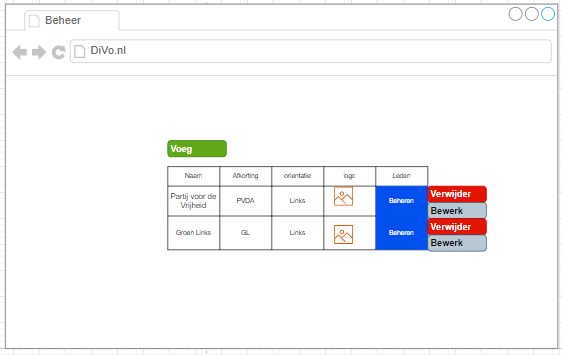 Beheer
DiVo.nl
Voeg
Naam Afkorting orientatie logo Leden
Partij voor de
Vrijheid
PVDA Links Beheren
Verwijder
Bewerk
Groen Links GL Links Beheren
Verwijder
Bewerk